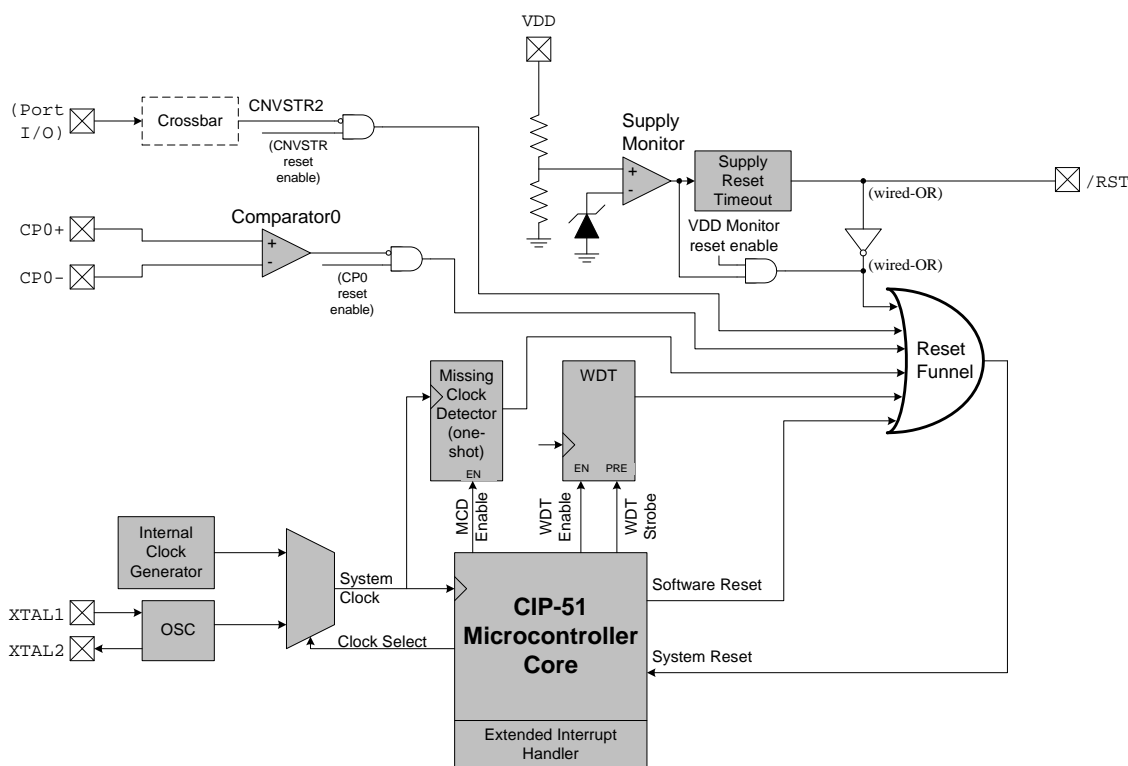 VDD
(Port
I/O)
Crossbar
CNVSTR2
(CNVSTR
reset
enable)
Supply
Monitor
+
-
Supply
Reset
Timeout
(wired-OR)
/RST
CP0+
CP0-
Comparator0
+
-
(CP0
reset
enable)
VDD Monitor
reset enable
(wired-OR)
Reset
Funnel
Missing
Clock
Detector
(one-
shot)
EN
WDT
EN
PRE
MCD
Enable
WDT
Enable
WDT
Strobe
Internal
Clock
Generator
System
Clock
XTAL1
XTAL2
OSC
Clock Select
CIP-51
Microcontroller
Core
Software Reset
System Reset
Extended Interrupt
Handler